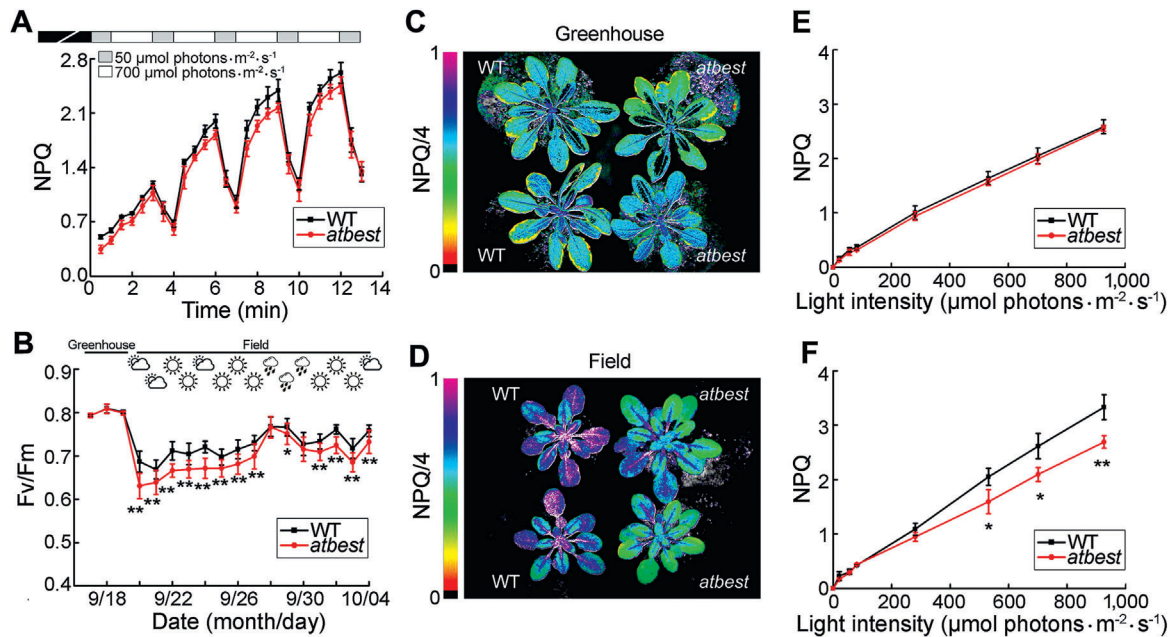 A
50 μmol photons·m-2·s-1
700 μmol photons·m-2·s-1
NPQ
2.8
2.1
1.4
0.7
0.0
WT
atbest
0 2 4 6 8 10 12 14
Time (min)
B
Greenhouse Field
Fv/Fm
0.9
0.8
0.7
0.6
0.5
0.4
** ** ** ** ** ** ** ** * ** ** ** **
WT
atbest
9/18 9/22 9/26 9/30 10/04
Date (month/day)
C
Greenhouse
NPQ/4
1
0
WT atbest
WT atbest
D
Field
NPQ/4
1
0
WT atbest
WT atbest
E
NPQ
4
3
2
1
0
WT
atbest
0 200 400 600 800 1,000
Light intensity (μmol photons·m-2·s-1)
F
NPQ
4
3
2
1
0
* * **
WT
atbest
0 200 400 600 800 1,000
Light intensity (μmol photons·m-2·s-1)